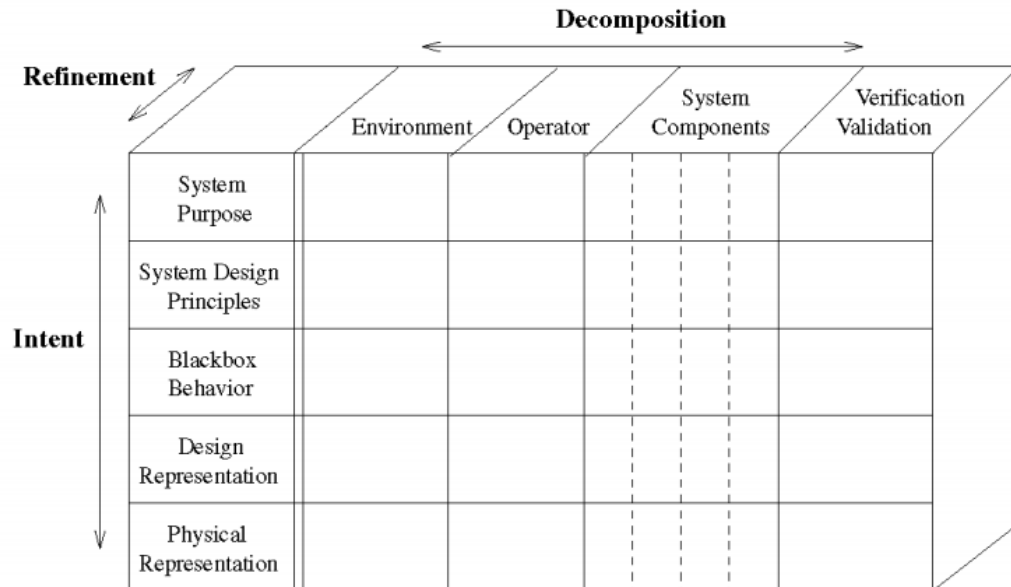 Decomposition
Refinement
Environment
Operator
System
Components
Verification
Validation
System
Purpose
System Design
Principles
Intent
Blackbox
Behavior
Design
Representation
Physical
Representation